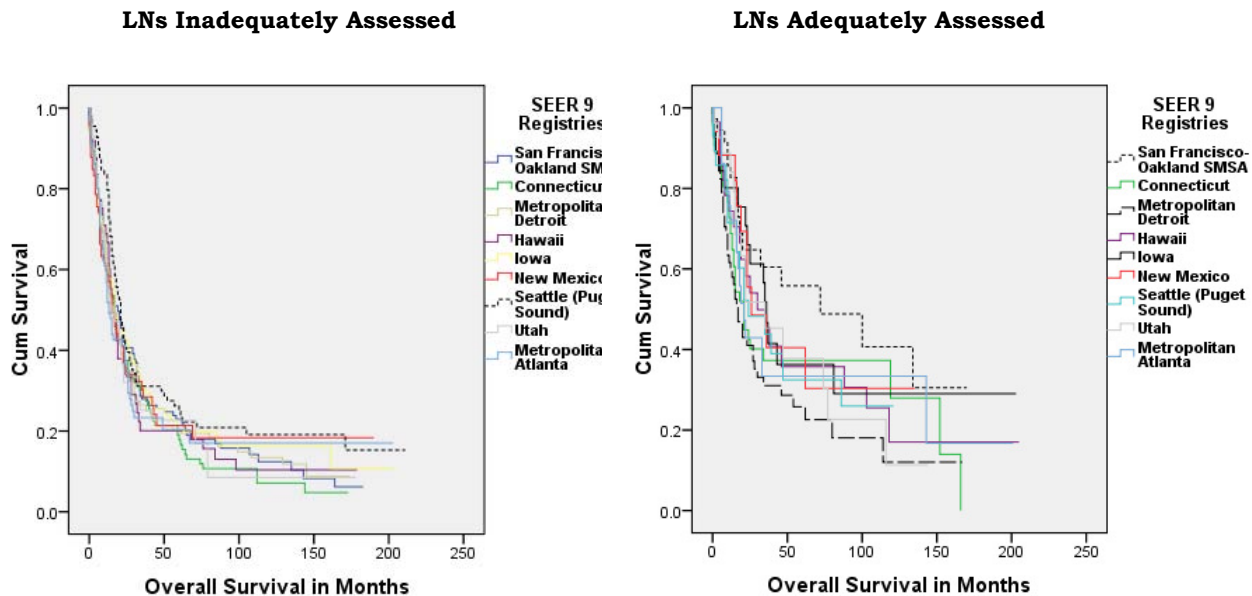 LNs Inadequately Assessed
LNs Adequately Assessed
Cum Survival
1.0
0.8
0.6
0.4
0.2
0.0
0 50 100 150 200 250
Overall Survival in Months
SEER 9
Registries
San Francis
Oakland SM
Connecticut
Metropolita
Detroit
Hawaii
Iowa
New Mexico
Seattle (Pug
Sound)
Utah
Metropolita
Atlanta
Cum Survival
1.0
0.8
0.6
0.4
0.2
0.0
0 50 100 150 200 250
Overall Survival in Months
SEER 9
Registries
San Francisco-
Oakland SMSA
Connecticut
Metropolitan
Detroit
Hawaii
Iowa
New Mexico
Seattle (Puget
Sound)
Utah
Metropolitan
Atlanta